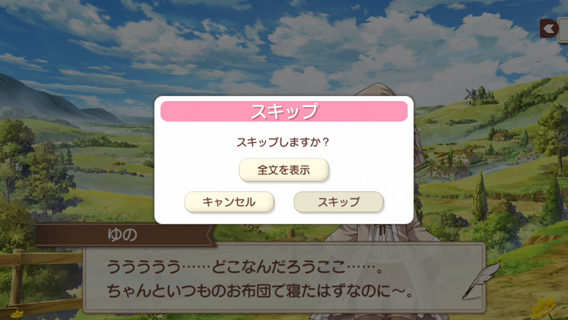 スキップ
スキップしますか？
全文を表示
キャンセル
スキップ
ゆの
ううううう……どこなんだろうここ……。
ちゃんといつものお布団で寝たはずなのに〜。